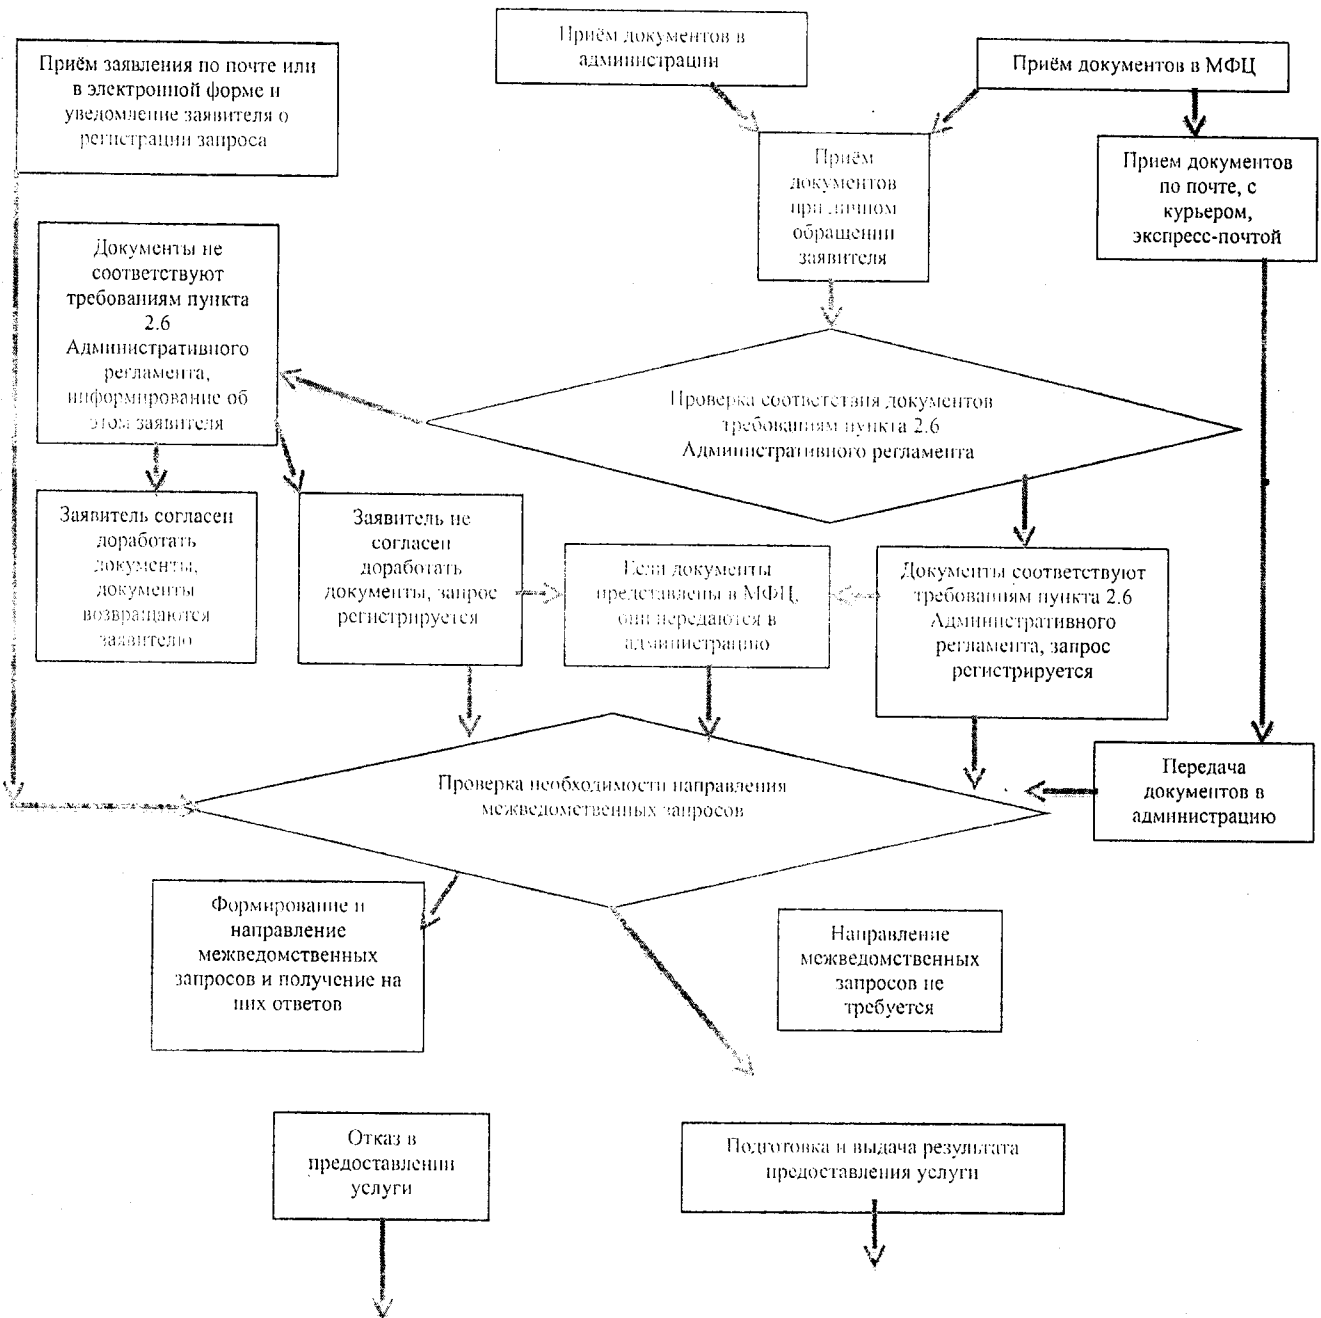 Приём заявления по почте или
в электронной форме и
уведомление заявителя о
регистрации запроса
Приём документов в
администрации
Приём документов в МФЦ
Приём
документов
при личном
обращении
заявителя
Прием документов
по почте, с
курьером,
экспресс-почтой
Документы не
соответствуют
требованиям пункта
2.6
Административного
регламента,
информирование об
этом заявителя
Проверка соответствия документов
требованиям пункта 2.6
Административного регламента
Заявитель согласен
доработать
документы,
документы
возвращаются
заявителю
Заявитель не
согласен
доработать
документы, запрос
регистрируется
Если документы
представлены в МФЦ,
они передаются в
администрацию
Документы соответствуют
требованиям пункта 2.6
Административного
регламента, запрос
регистрируется
Проверка необходимости направления
межведомственных запросов
Передача
документов в
администрацию
Формирование и
направление
межведомственных
запросов и получение на
них ответов
Направление
межведомственных
запросов не
требуется
Отказ в
предоставлении
услуги
Подготовка и выдача результата
предоставления услуги